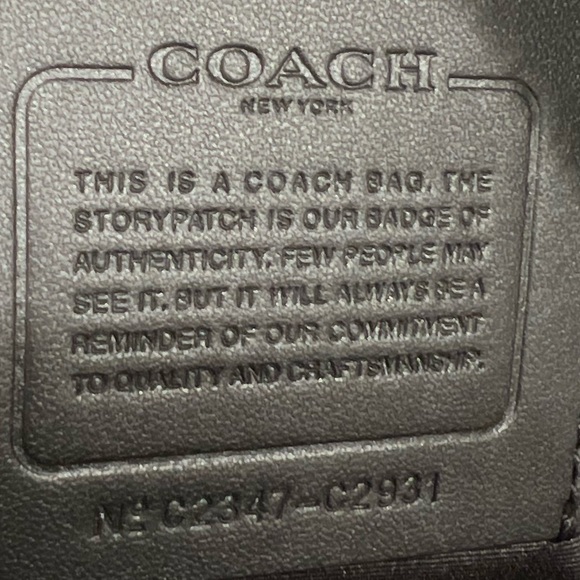 COACH
NEW YORK
THIS IS A COACH BAG. THE
STORYPATCH IS OUR BADGE OF
AUTHENTICITY. FEW PEOPLE MAY
SEE IT. BUT IT WILL ALWAYS BE A
REMINDER OF OUR COMMITMENT
TO QUALITY AND CRAFTSMANSHIP.
Nº C2347-C2931